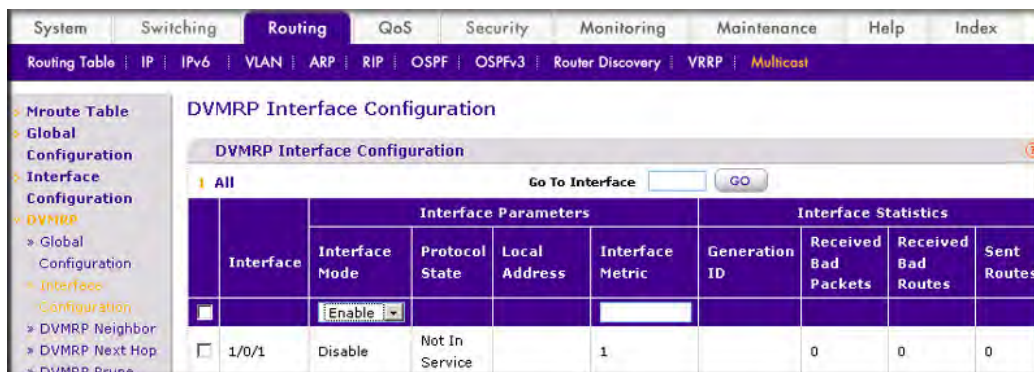 System Switching Routing QoS Security Monitoring Maintenance Help Index
Routing Table IP IPv6 VLAN ARP RIP OSPF OSPFv3 Router Discovery VRRP Multicast
Mroute Table
Global
Configuration
Interface
Configuration
DVMRP
» Global
Configuration
» Interface
Configuration
» DVMRP Neighbor
» DVMRP Next Hop
» DVMRP Prune
DVMRP Interface Configuration
DVMRP Interface Configuration
1 All Go To Interface GO
Interface Parameters Interface Statistics
Interface Interface Mode Protocol State Local Address Interface Metric Generation ID Received Bad Packets Received Bad Routes Sent Routes
Enable
1/0/1 Disable Not In Service 1 0 0 0